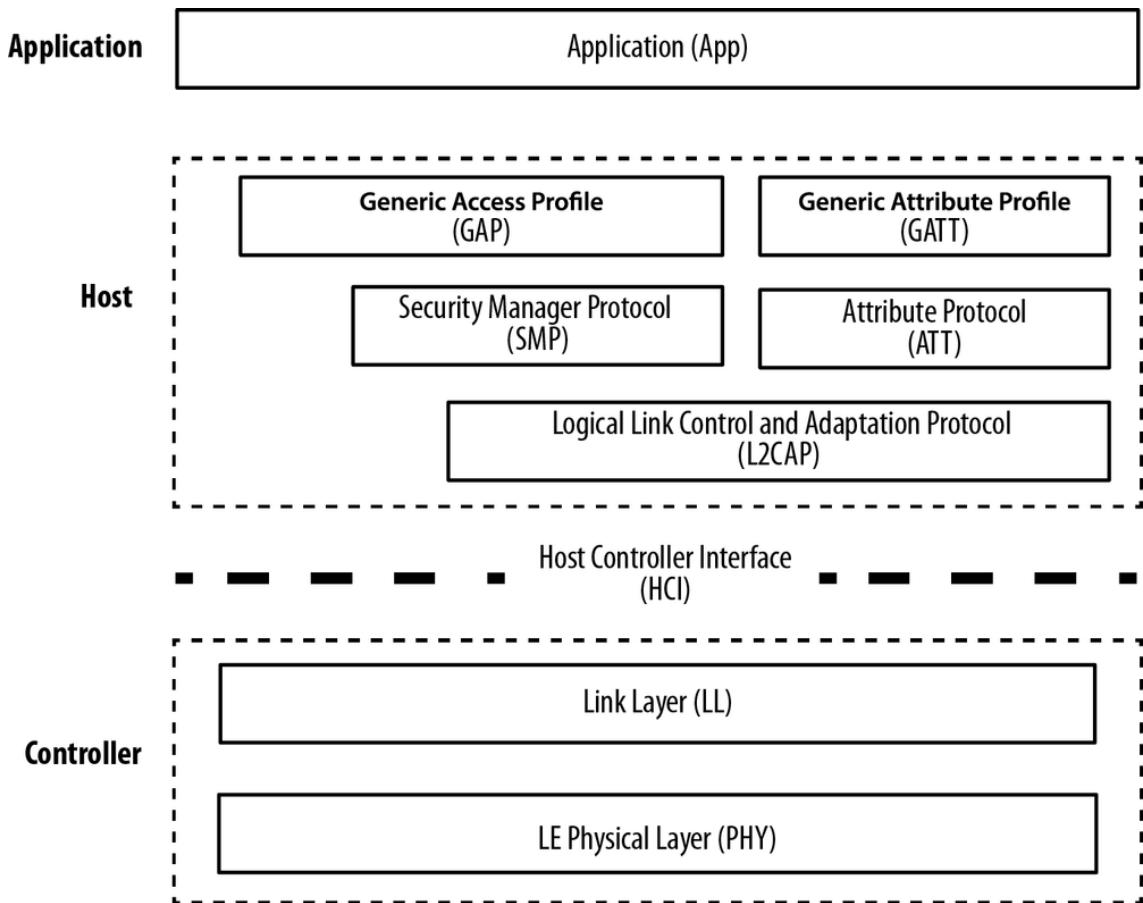 Application
Application (App)
Generic Access Profile
(GAP)
Generic Attribute Profile
(GATT)
Host
Security Manager Protocol
(SMP)
Attribute Protocol
(ATT)
Logical Link Control and Adaptation Protocol
(L2CAP)
Host Controller Interface
(HCI)
Link Layer (LL)
Controller
LE Physical Layer (PHY)